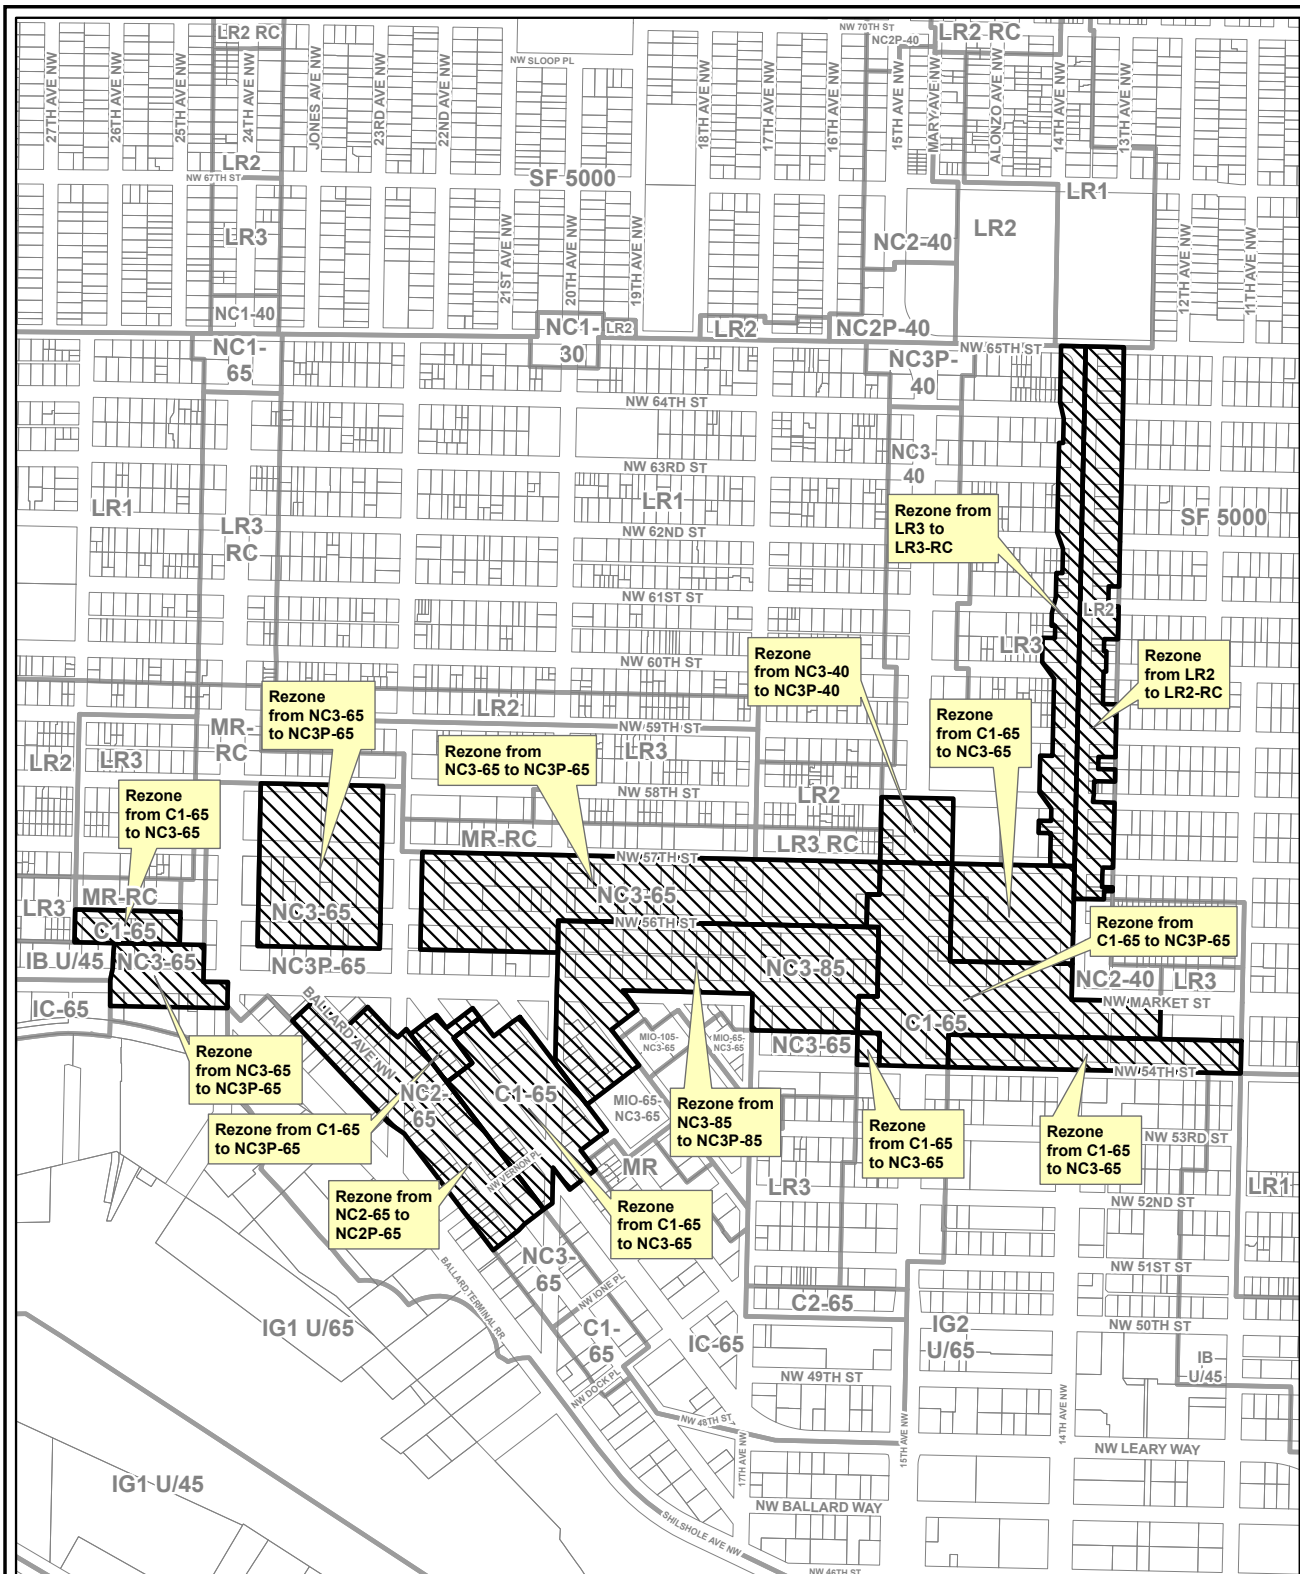 LR2 RC
NW 70TH ST
NC2P-40
LR2 RC
NW SLOOP PL
27TH AVE NW
26TH AVE NW
25TH AVE NW
24TH AVE NW
JONES AVE NW
23RD AVE NW
22ND AVE NW
18TH AVE NW
17TH AVE NW
16TH AVE NW
15TH AVE NW
MARY AVE NW
ALONZO AVE NW
14TH AVE NW
13TH AVE NW
LR2
NW 67TH ST
SF 5000
LR1
LR3
NC2-40
LR2
21ST AVE NW
20TH AVE NW
19TH AVE NW
12TH AVE NW
11TH AVE NW
NC1-40
NC1-
30
LR2
LR2
NC2P-40
NC1-
65
NW 65TH ST
NC3P-
40
NW 64TH ST
NC3-
40
NW 63RD ST
LR1
LR1
Rezone from
LR3 to
LR3-RC
SF 5000
LR3
RC
NW 62ND ST
NW 61ST ST
LR2
LR3
NW 60TH ST
Rezone
from NC3-40
to NC3P-40
Rezone
from LR2
to LR2-RC
Rezone
from NC3-65
to NC3P-65
LR2
MR-
RC
NW 59TH ST
Rezone
from C1-65
to NC3-65
Rezone from
NC3-65 to NC3P-65
LR3
LR2
LR3
NW 58TH ST
LR2
Rezone
from C1-65
to NC3-65
MR-RC
LR3 RC
NW 57TH ST
MR-RC
NC3-65
NC3-65
LR3
C1-65
NW 56TH ST
Rezone from
C1-65 to NC3P-65
IB U/45
NC3-65
NC3P-65
NC3-85
NC2-40
LR3
IC-65
NW MARKET ST
BALLARD AVE NW
C1-65
MIO-105-
NC3-65
MIO-65-
NC3-65
NC3-65
Rezone
from NC3-65
to NC3P-65
NW 54TH ST
NC2-
65
C1-65
MIO-65-
NC3-65
Rezone from
NC3-85
to NC3P-85
Rezone from C1-65
to NC3P-65
Rezone
from C1-65
to NC3-65
Rezone
from C1-65
to NC3-65
NW 53RD ST
NW VERNON PL
MR
LR3
LR1
Rezone from
NC2-65 to
NC2P-65
Rezone
from C1-65
to NC3-65
NW 52ND ST
NC3-
65
BALLARD TERMINAL RR
NW 51ST ST
NW IONE PL
C2-65
IG1 U/65
C1-
65
IC-65
IG2
U/65
NW 50TH ST
IB
U/45
NW 49TH ST
NW DOCK PL
NW 48TH ST
15TH AVE NW
14TH AVE NW
17TH AVE NW
NW LEARY WAY
IG1 U/45
NW BALLARD WAY
SHILSHOLE AVE NW
NW 46TH ST